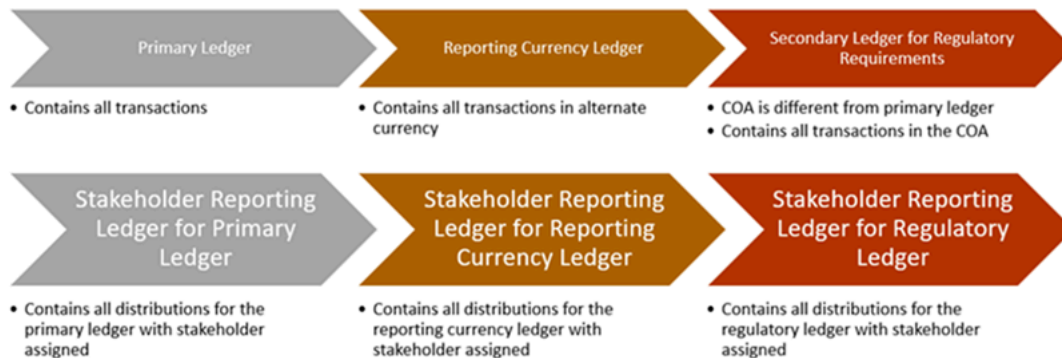 Primary Ledger
Reporting Currency Ledger
Secondary Ledger for Regulatory
Requirements
• Contains all transactions
• Contains all transactions in alternate
currency
• COA is different from primary ledger
• Contains all transactions in the COA
Stakeholder Reporting
Ledger for Primary
Ledger
Stakeholder Reporting
Ledger for Reporting
Currency Ledger
Stakeholder Reporting
Ledger for Regulatory
Ledger
• Contains all distributions for the
primary ledger with stakeholder
assigned
• Contains all distributions for the
reporting currency ledger with
stakeholder assigned
• Contains all distributions for the
regulatory ledger with stakeholder
assigned